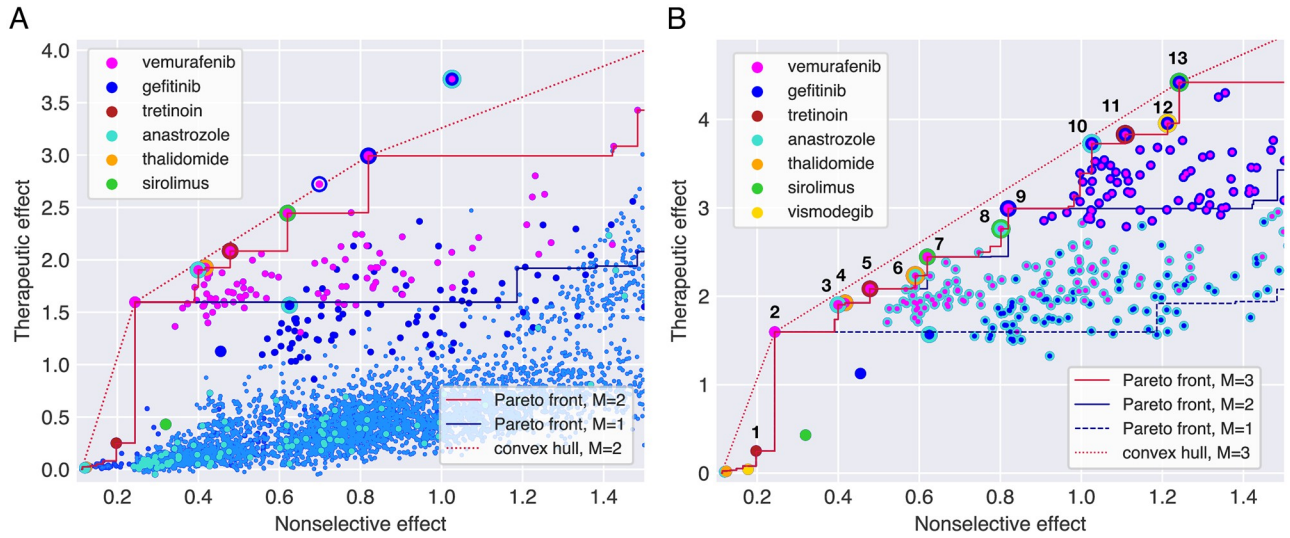 A
4.0
3.5
3.0
2.5
2.0
1.5
1.0
0.5
0.0
Therapeutic effect
vemurafenib
gefitinib
tretinoin
anastrozole
thalidomide
sirolimus
Pareto front, M=2
Pareto front, M=1
convex hull, M=2
0.2 0.4 0.6 0.8 1.0 1.2 1.4
Nonselective effect
B
4
3
2
1
0
Therapeutic effect
vemurafenib
gefitinib
tretinoin
anastrozole
thalidomide
sirolimus
vismodegib
1
2
3
4
5
6
7
8
9
10
11
12
13
Pareto front, M=3
Pareto front, M=2
Pareto front, M=1
convex hull, M=3
0.2 0.4 0.6 0.8 1.0 1.2 1.4
Nonselective effect